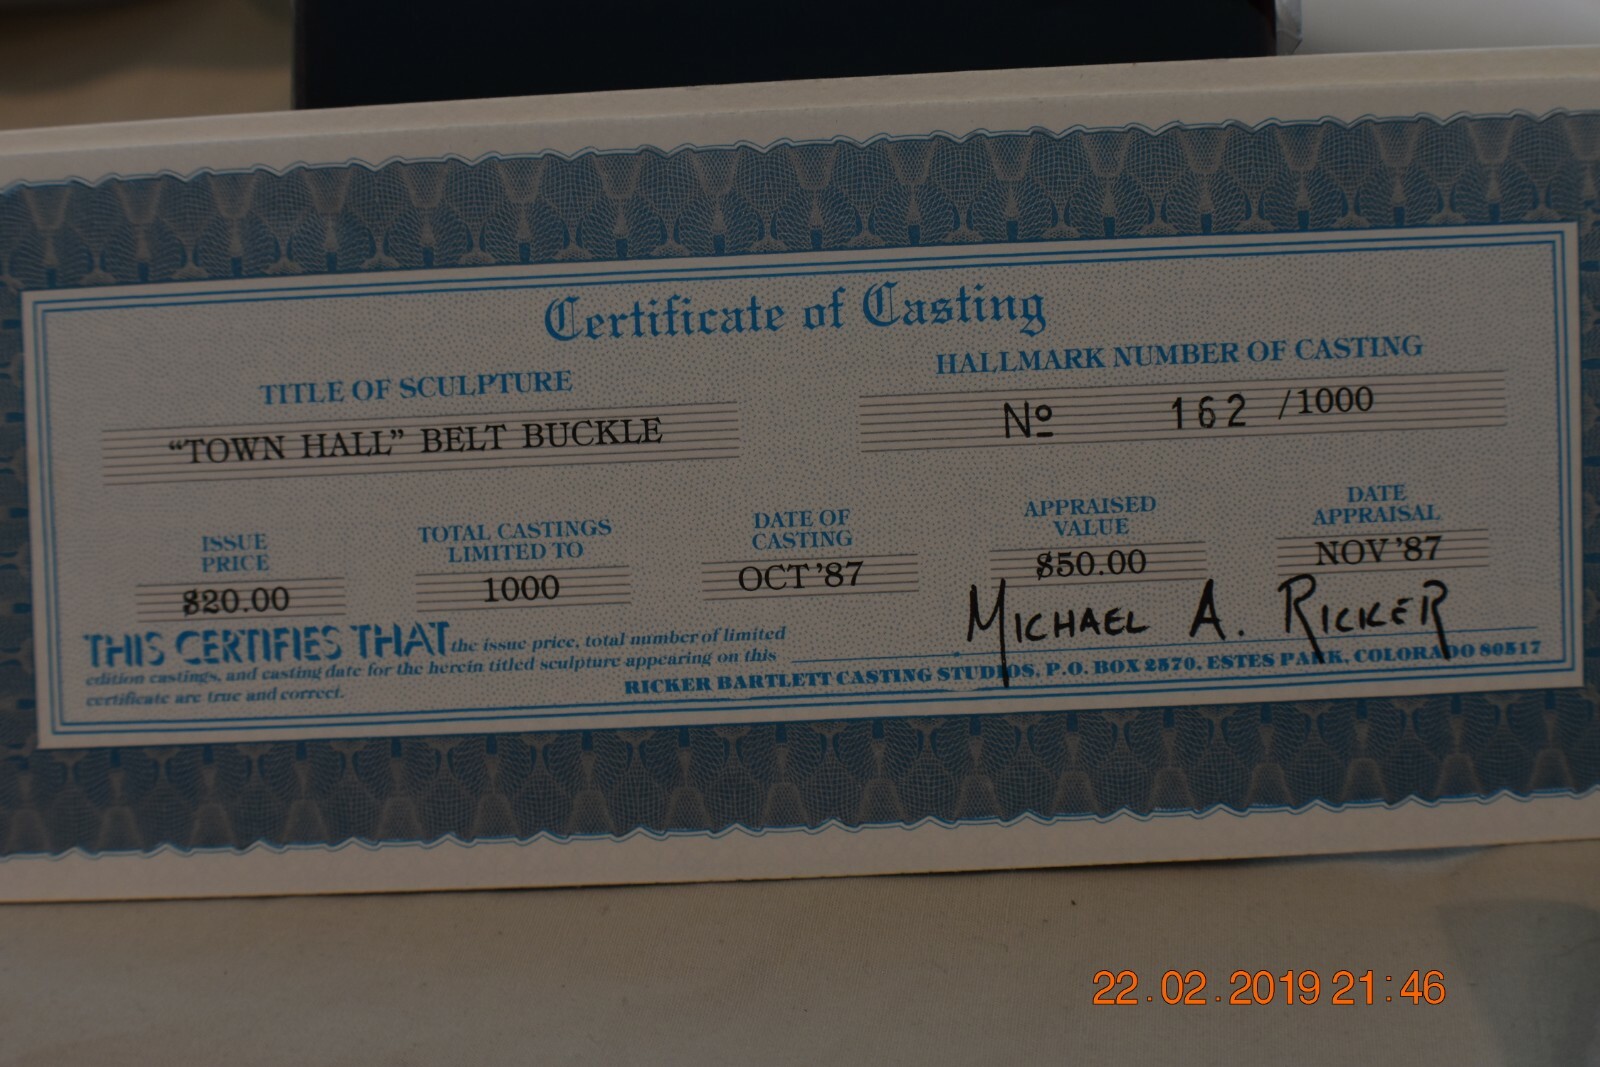 Certificate of Casting
TITLE OF SCULPTURE
"TOWN HALL" BELT BUCKLE
HALLMARK NUMBER OF CASTING
Nº 162 /1000
ISSUE PRICE
$20.00
TOTAL CASTINGS LIMITED TO
1000
DATE OF CASTING
OCT '87
APPRAISED VALUE
$50.00
DATE APPRAISAL
NOV '87
THIS CERTIFIES THAT the issue price, total number of limited
edition castings, and casting date for the herein titled sculpture appearing on this
certificate are true and correct.
MICHAEL A. RICKER
RICKER BARTLETT CASTING STUDIOS, P.O. BOX 2570, ESTES PARK, COLORADO 80517
22.02.2019 21:46